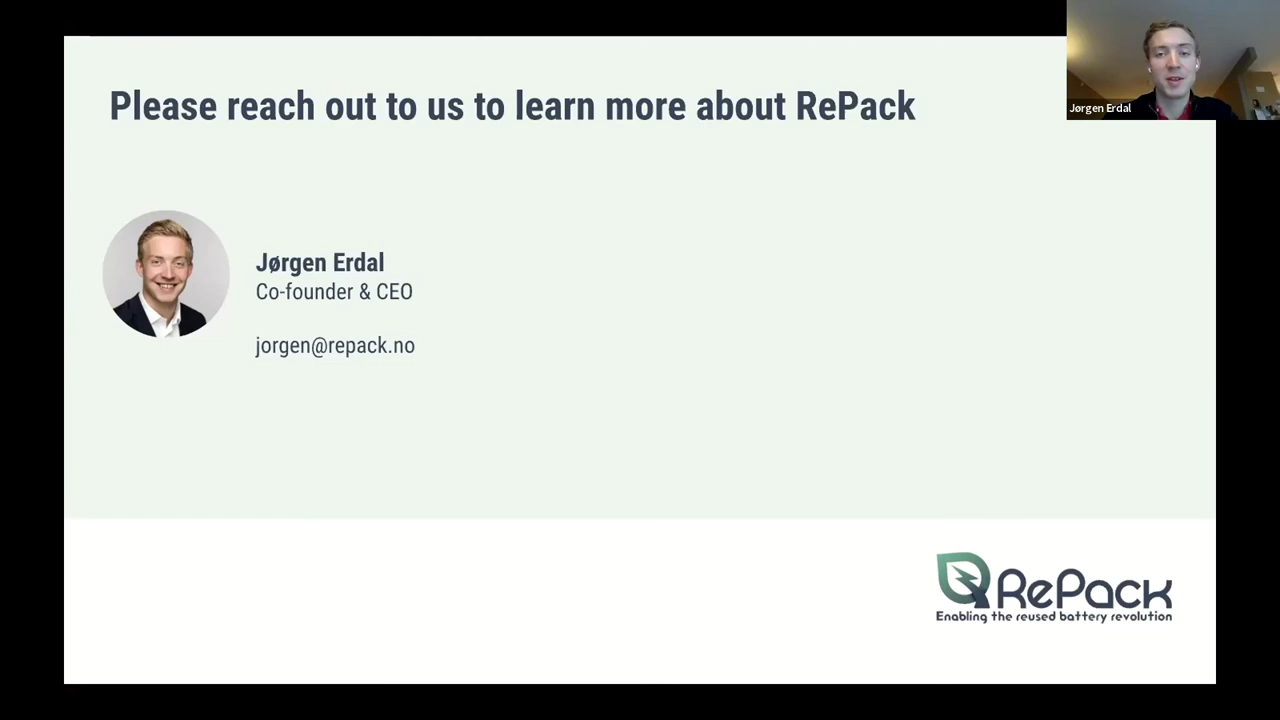 Please reach out to us to learn more about RePack
Jørgen Erdal
Jørgen Erdal
Co-founder & CEO
jorgen@repack.no
RePack
Enabling the reused battery revolution